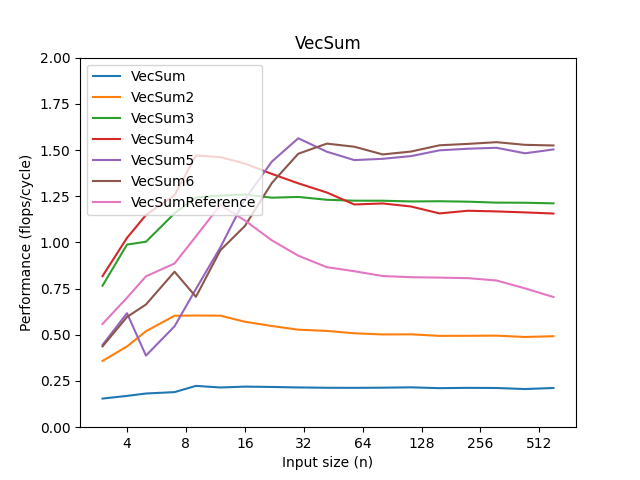 VecSum
2.00
1.75
1.50
1.25
1.00
0.75
0.50
0.25
0.00
Performance (flops/cycle)
VecSum
VecSum2
VecSum3
VecSum4
VecSum5
VecSum6
VecSumReference
4 8 16 32 64 128 256 512
Input size (n)